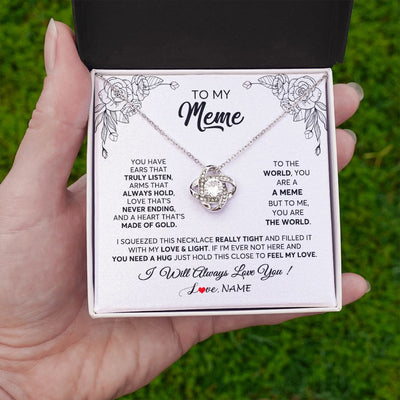 TO MY
Meme
YOU HAVE
EARS THAT
TRULY LISTEN,
ARMS THAT
ALWAYS HOLD,
LOVE THAT'S
NEVER ENDING,
AND A HEART THAT'S
MADE OF GOLD.
TO THE
WORLD, YOU
ARE A
A MEME
BUT TO ME,
YOU ARE
THE WORLD.
I SQUEEZED THIS NECKLACE REALLY TIGHT AND FILLED IT
WITH MY LOVE & LIGHT. IF I'M EVER NOT HERE AND
YOU NEED A HUG JUST HOLD THIS CLOSE TO FEEL MY LOVE.
I Will Always Love You !
Love, NAME